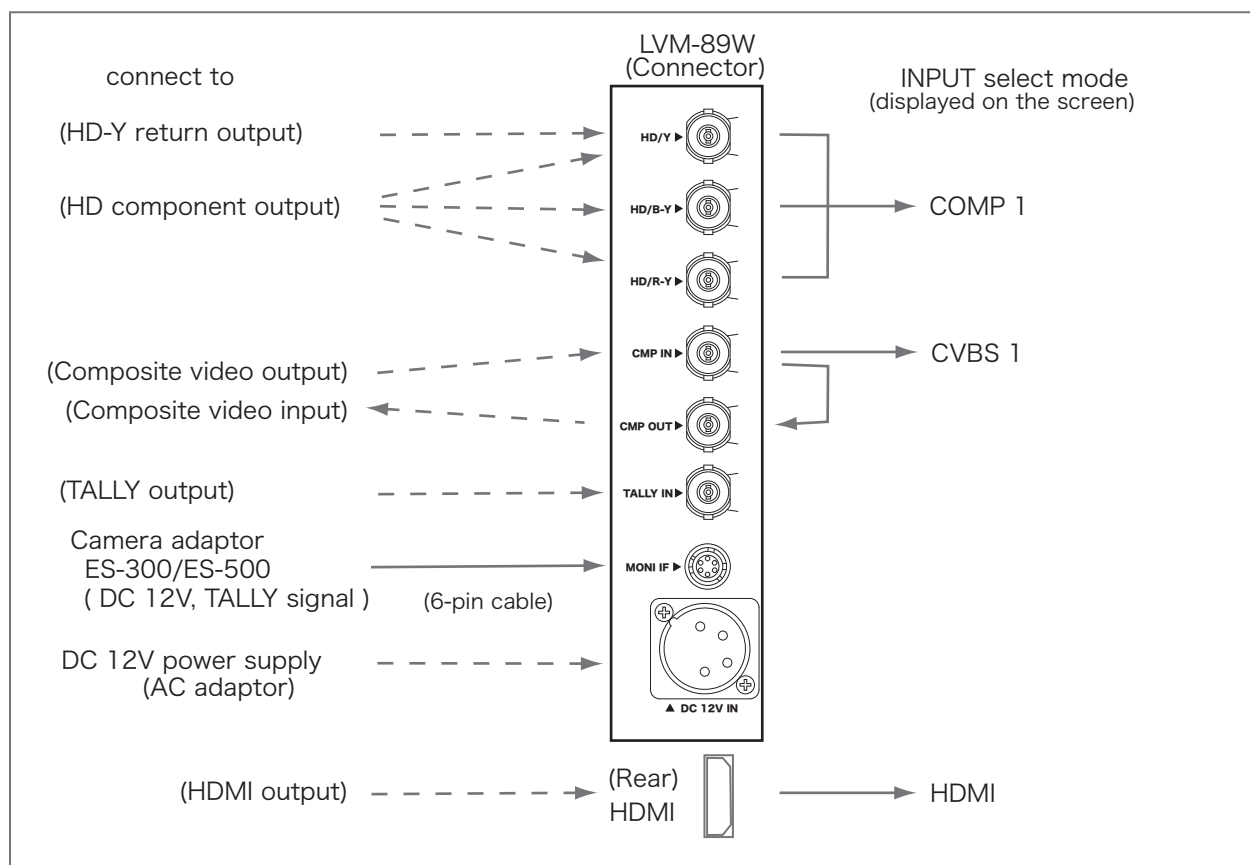 LVM-89W
(Connector)
connect to
INPUT select mode
(displayed on the screen)
(HD-Y return output)
HD/Y▶
(HD component output)
HD/B-Y▶
COMP 1
HD/R-Y▶
(Composite video output)
CMP IN▶
CVBS 1
(Composite video input)
CMP OUT▶
(TALLY output)
TALLY IN▶
Camera adaptor
ES-300/ES-500
( DC 12V, TALLY signal )
(6-pin cable)
MONI IF ▶
DC 12V power supply
(AC adaptor)
▲ DC 12V IN
(HDMI output)
(Rear)
HDMI
HDMI